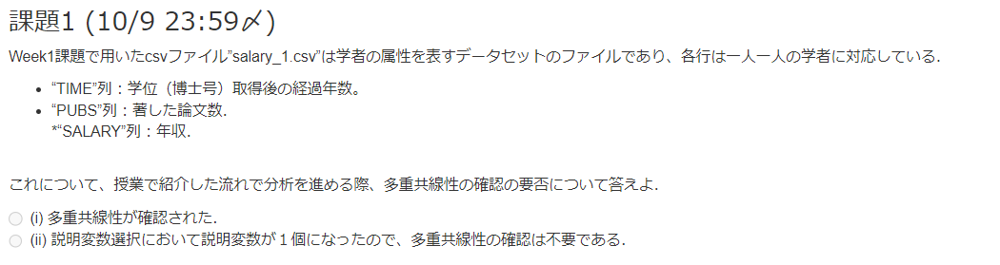 課題1 (10/9 23:59〆)
Week1課題で用いたcsvファイル”salary_1.csv”は学者の属性を表すデータセットのファイルであり、各行は一人一人の学者に対応している.
• “TIME”列：学位（博士号）取得後の経過年数。
• “PUBS”列：著した論文数.
*“SALARY”列：年収.
これについて、授業で紹介した流れで分析を進める際、多重共線性の確認の要否について答えよ.
(i) 多重共線性が確認された.
(ii) 説明変数選択において説明変数が１個になったので、多重共線性の確認は不要である.